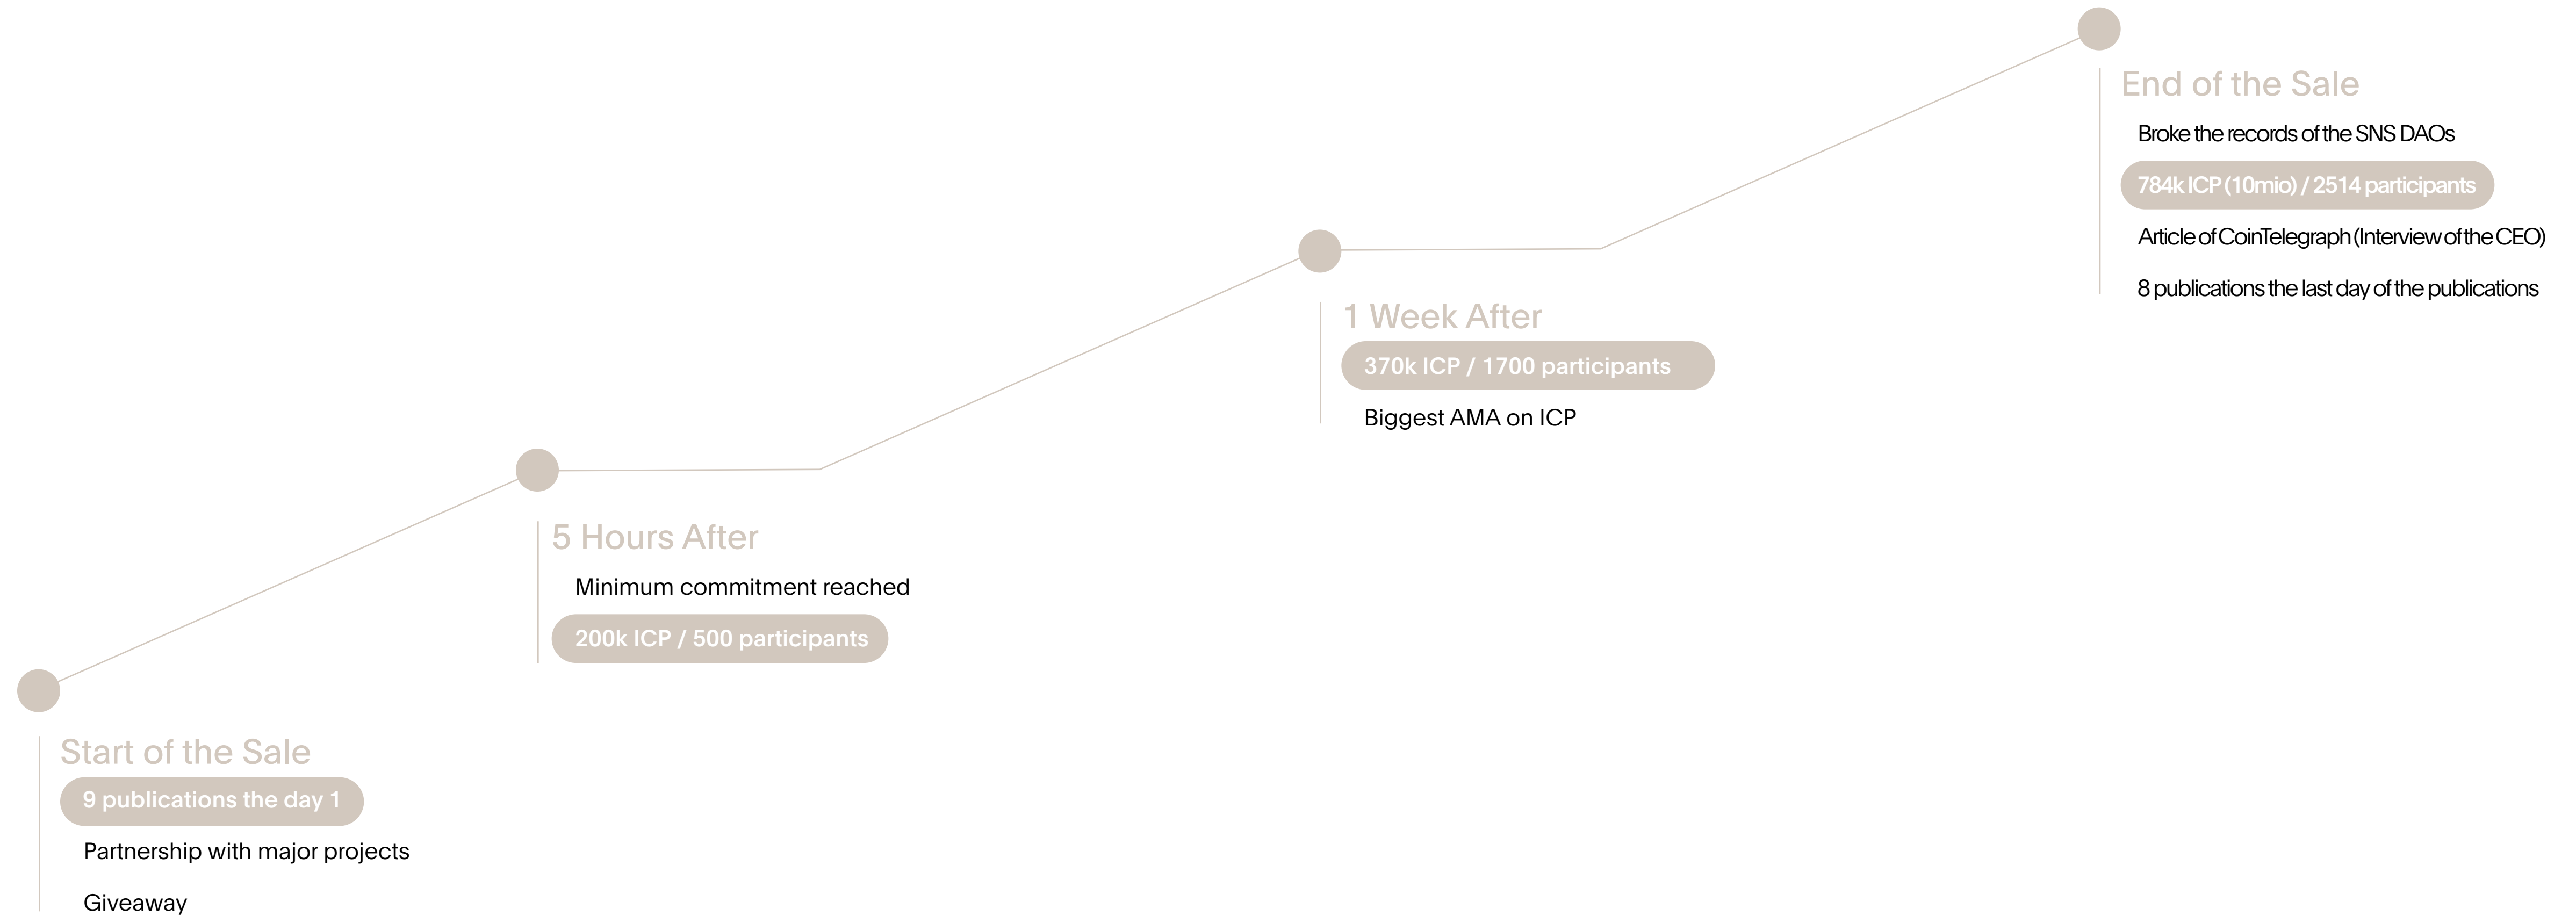 Start of the Sale
9 publications the day 1
Partnership with major projects
Giveaway
5 Hours After
Minimum commitment reached
200k ICP / 500 participants
1 Week After
370k ICP / 1700 participants
Biggest AMA on ICP
End of the Sale
Broke the records of the SNS DAOs
784k ICP (10mio) / 2514 participants
Article of CoinTelegraph (Interview of the CEO)
8 publications the last day of the publications